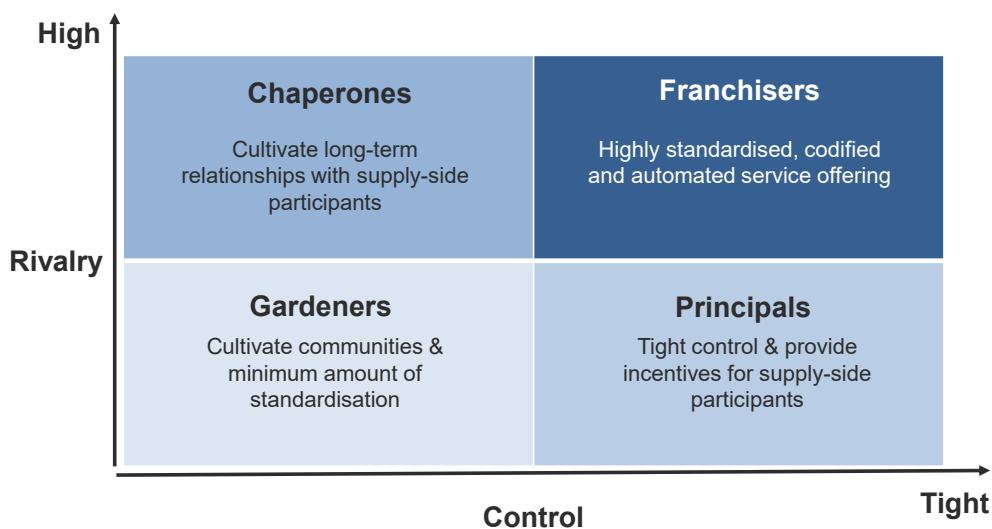 High
Chaperones
Cultivate long-term
relationships with supply-side
participants
Franchisers
Highly standardised, codified
and automated service offering
Rivalry
Gardeners
Cultivate communities &
minimum amount of
standardisation
Principals
Tight control & provide
incentives for supply-side
participants
Control
Tight